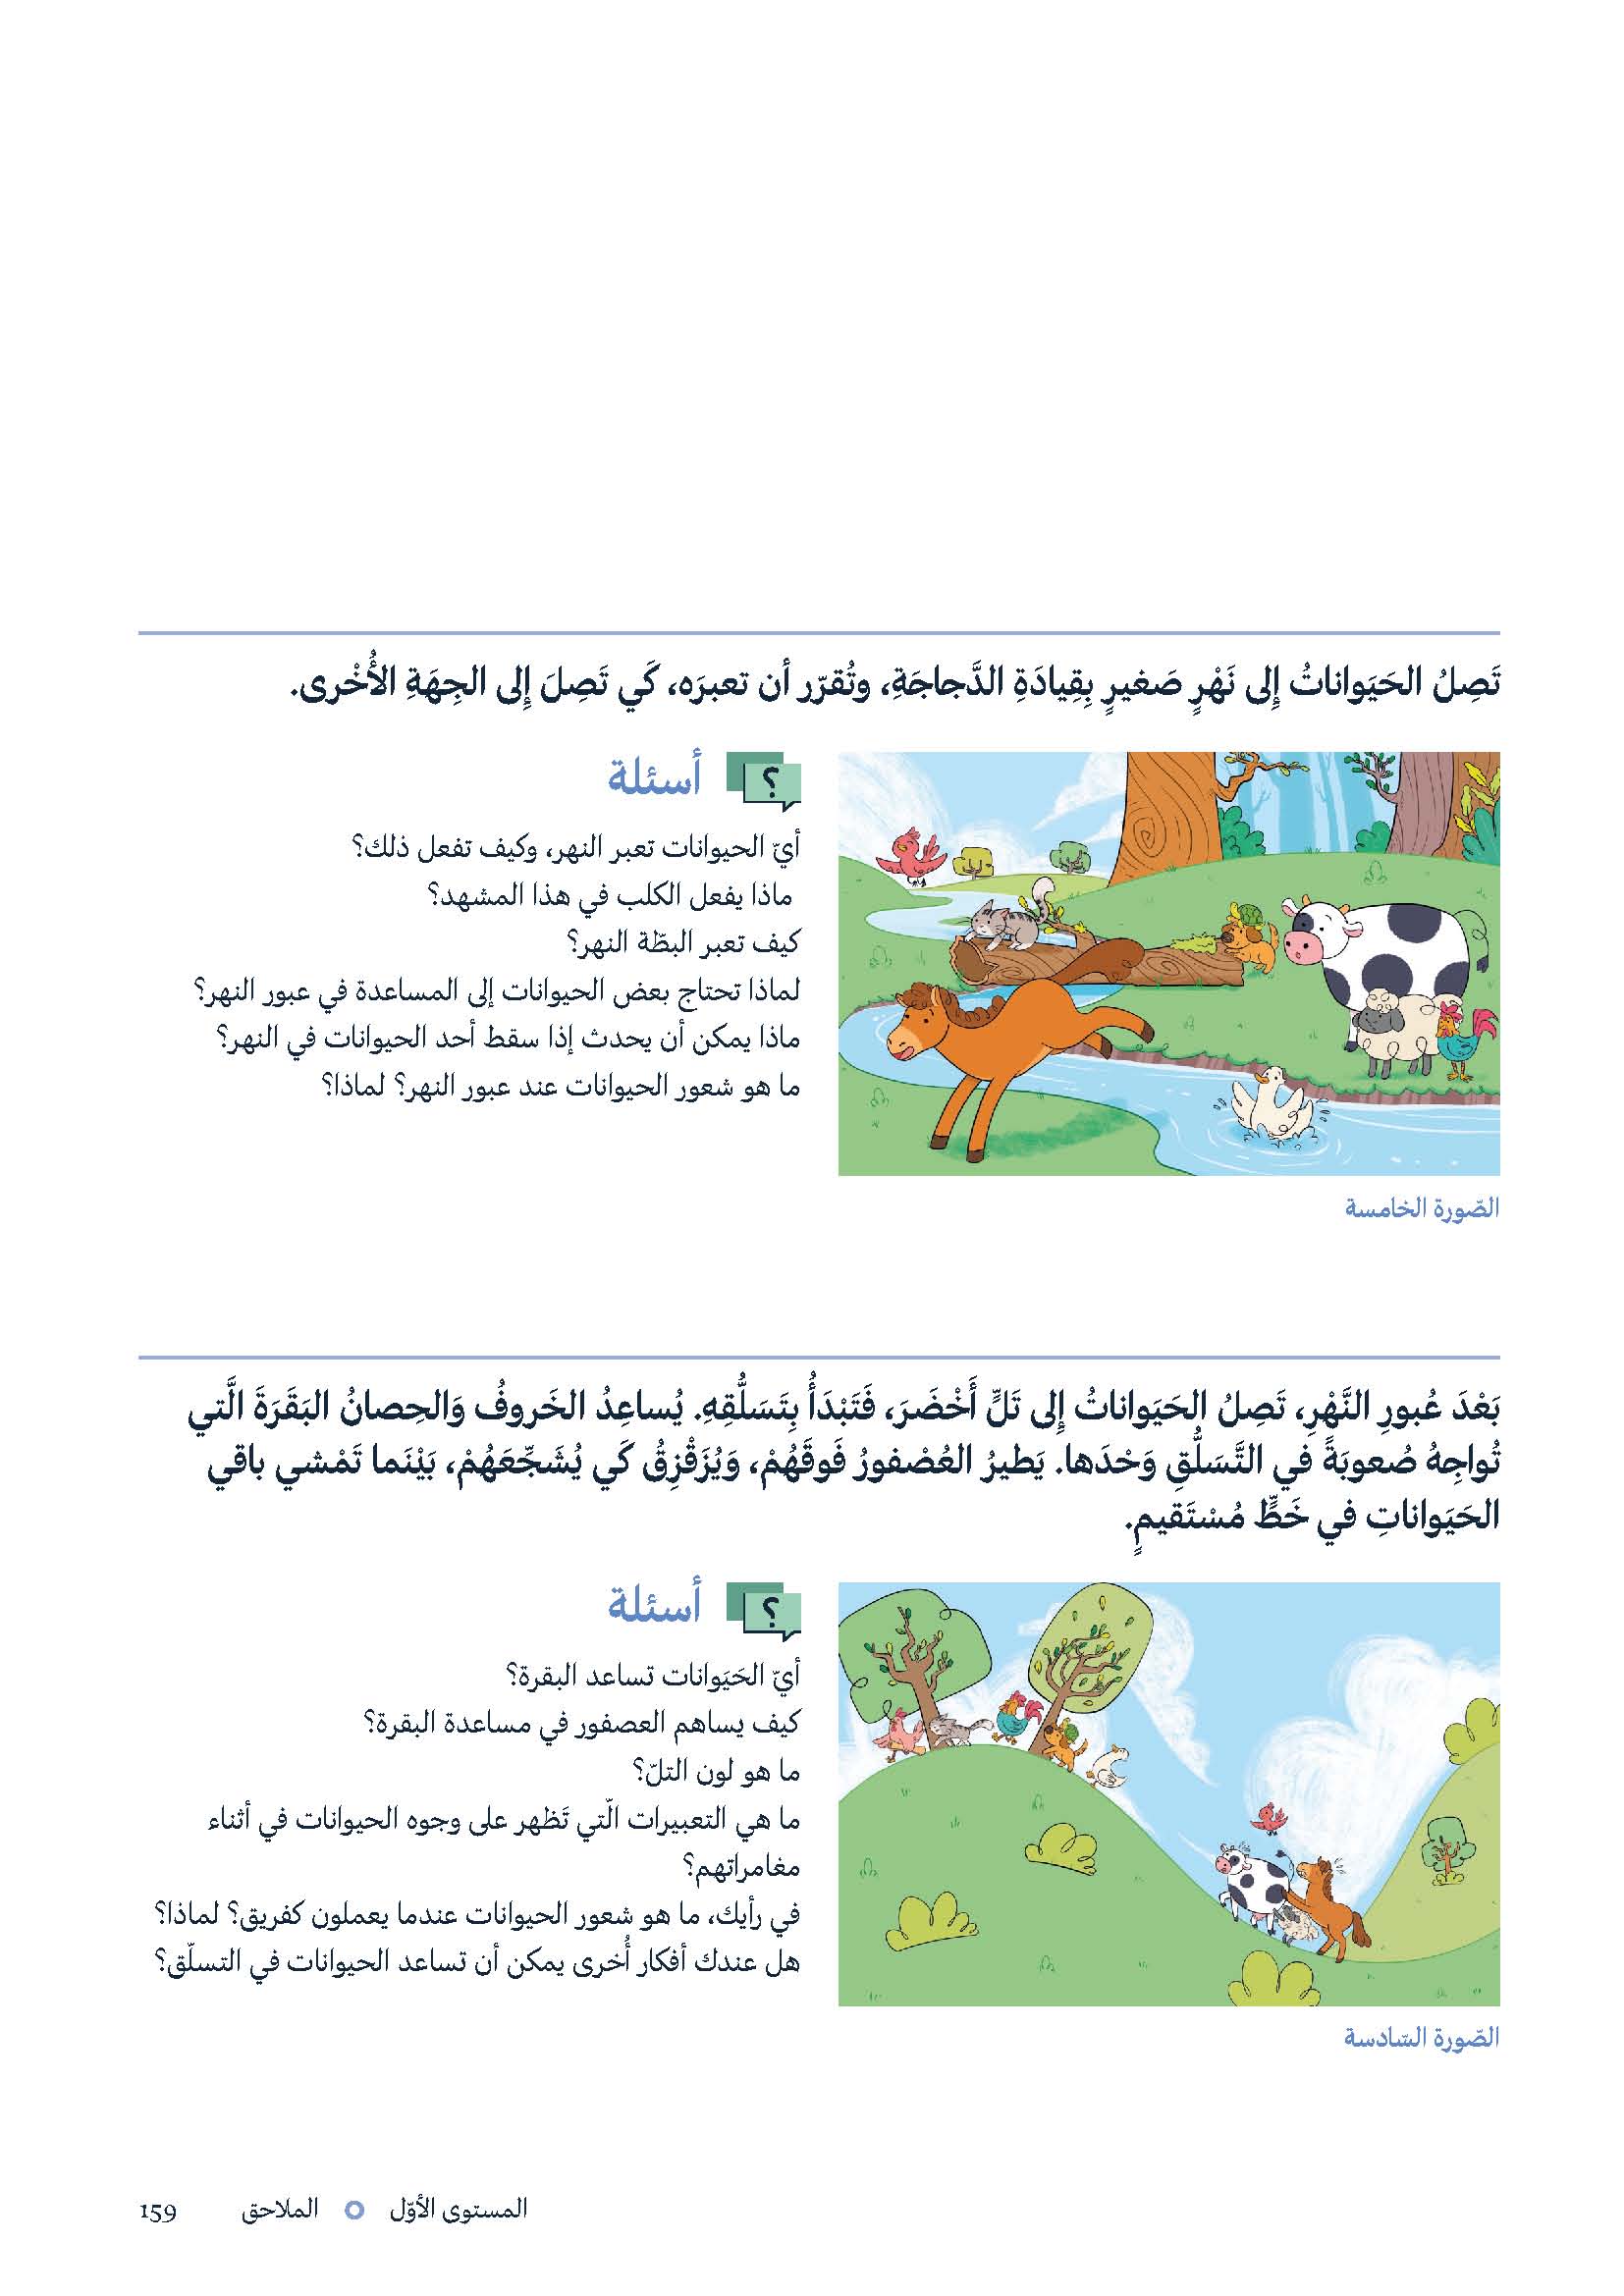 تَصِلُ الحَيَواناتُ إِلى نَهْرٍ صَغيرٍ بِقِيادَةِ الدَّجاجَةِ، وتُقرّر أن تعبرَه، كَي تَصِلَ إِلى الجِهَةِ الأُخْرى.
أسئلة
أيّ الحيوانات تعبر النهر، وكيف تفعل ذلك؟
ماذا يفعل الكلب في هذا المشهد؟
كيف تعبر البطّة النهر؟
لماذا تحتاج بعض الحيوانات إلى المساعدة في عبور النهر؟
ماذا يمكن أن يحدث إذا سقط أحد الحيوانات في النهر؟
ما هو شعور الحيوانات عند عبور النهر؟ لماذا؟
الصّورة الخامسة
بَعْدَ عُبورِ النَّهْرِ، تَصِلُ الحَيَواناتُ إِلى تَلٍّ أَخْضَرَ، فَتَبْدَأُ بِتَسَلُّقِهِ. يُساعِدُ الخَروفُ وَالحِصانُ البَقَرَةَ الَّتي
تُواجِهُ صُعوبَةً في التَّسَلُّقِ وَحْدَها. يَطيرُ العُصْفورُ فَوقَهُمْ، وَيُزَقْزِقُ كَي يُشَجِّعَهُمْ، بَيْنَما تَمْشي باقي
الحَيَواناتِ في خَطٍّ مُسْتَقيمٍ.
أسئلة
أيّ الحَيَوانات تساعد البقرة؟
كيف يساهم العصفور في مساعدة البقرة؟
ما هو لون التلّ؟
ما هي التعبيرات الّتي تَظهر على وجوه الحيوانات في أثناء
مغامراتهم؟
في رأيك، ما هو شعور الحيوانات عندما يعملون كفريق؟ لماذا؟
هل عندك أفكار أُخرى يمكن أن تساعد الحيوانات في التسلّق؟
الصّورة السّادسة
المستوى الأوّل الملاحق 159